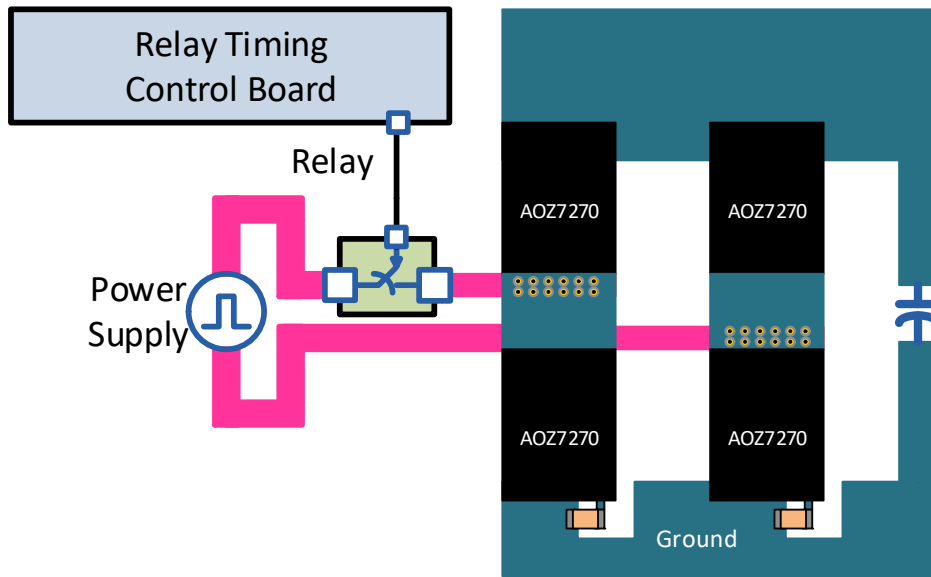 Relay Timing
Control Board
Relay
Power
Supply
AOZ7270
AOZ7270
AOZ7270
AOZ7270
Ground